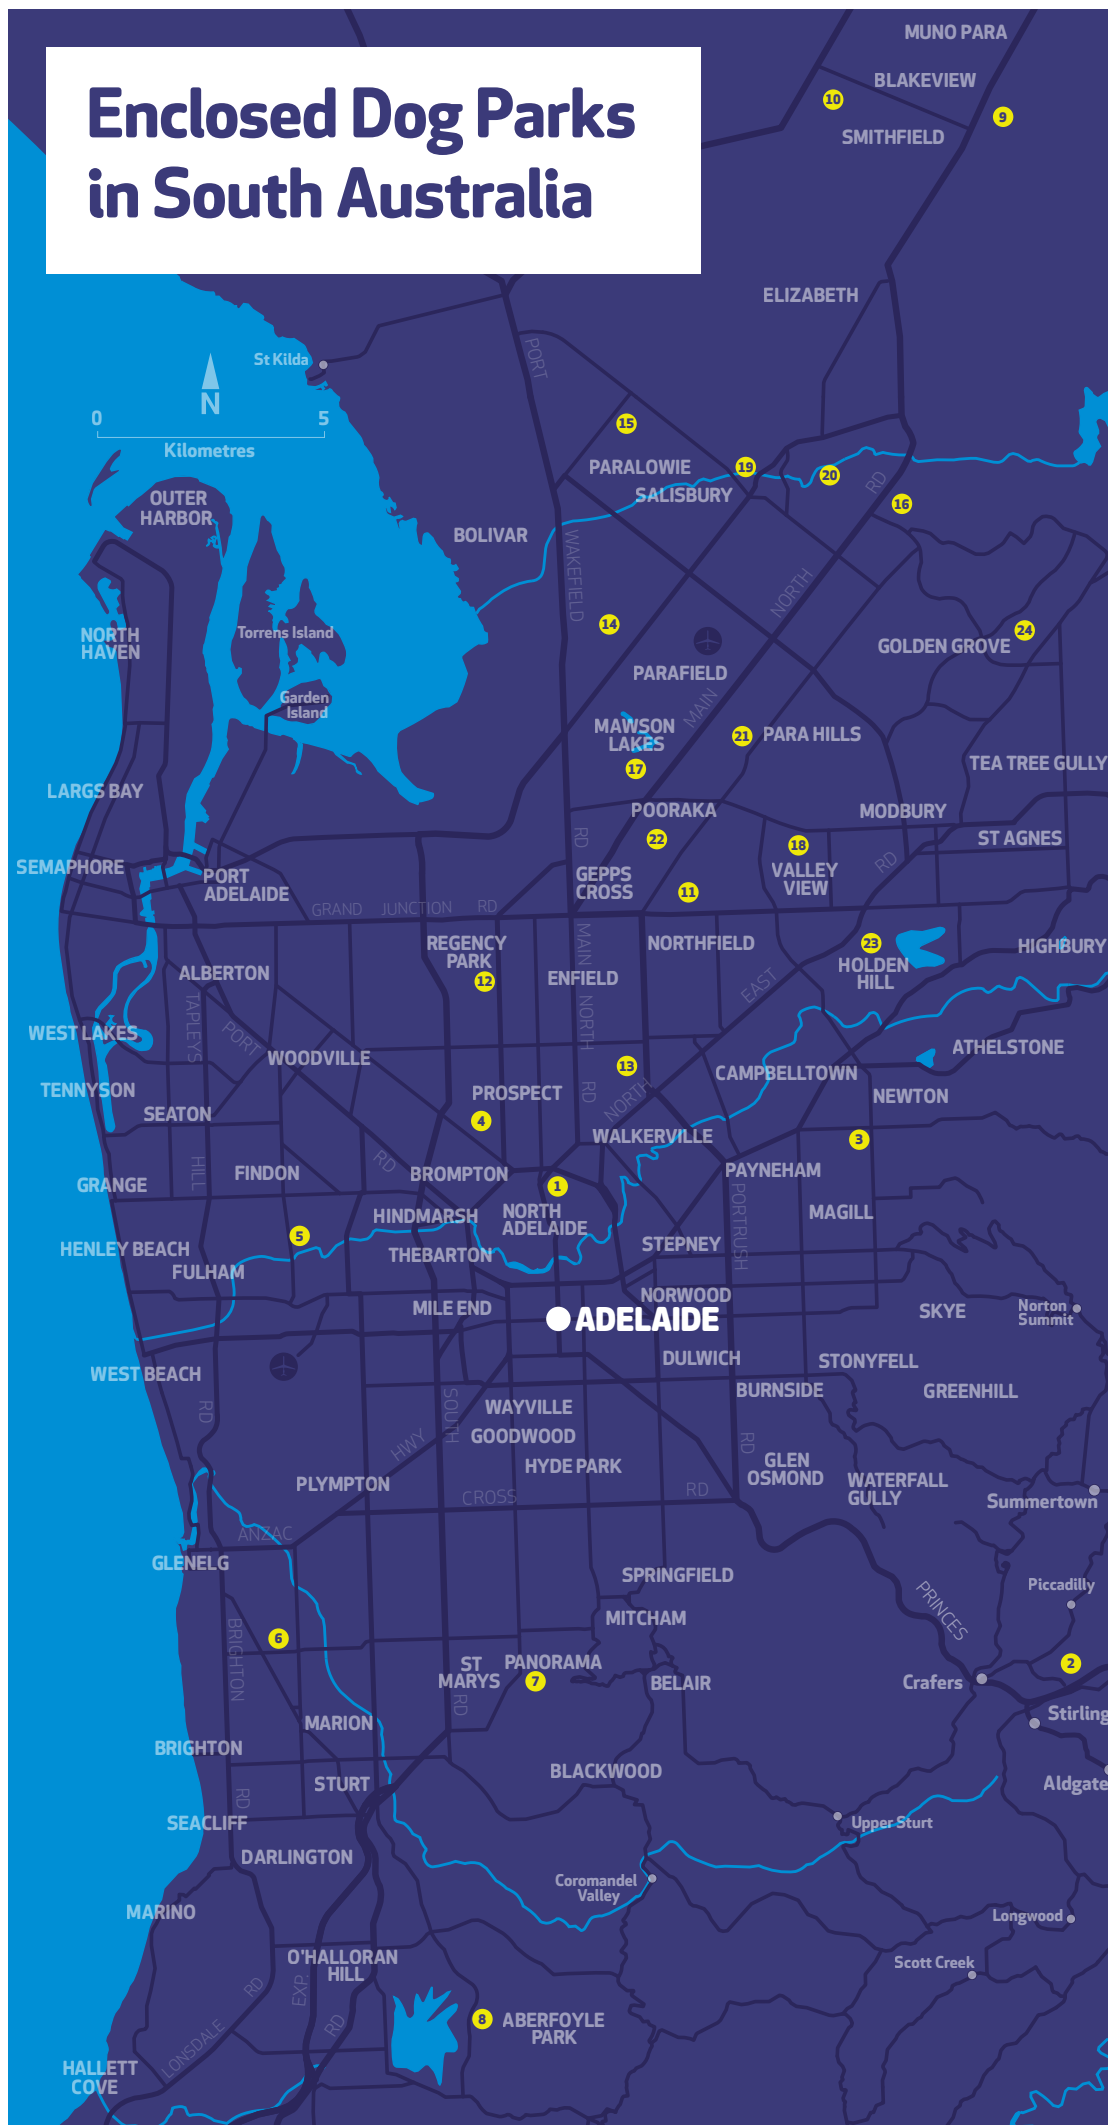 Enclosed Dog Parks
in South Australia
MUNO PARA
BLAKEVIEW
10
9
SMITHFIELD
ELIZABETH
St Kilda
PORT
N
0
5
Kilometres
15
PARALOWIE
19
20
SALISBURY
RD
16
OUTER
HARBOR
BOLIVAR
WAKEFIELD
NORTH
14
24
NORTH
HAVEN
Torrens Island
GOLDEN GROVE
PARAFIELD
Garden
Island
MAIN
MAWSON
LAKES
21
PARA HILLS
17
TEA TREE GULLY
LARGS BAY
POORAKA
MODBURY
RD
22
18
ST AGNES
SEMAPHORE
PORT
ADELAIDE
GEPPS
CROSS
VALLEY
VIEW
RD
11
GRAND
JUNCTION
RD
MAIN
REGENCY
PARK
NORTHFIELD
23
HIGHBURY
ALBERTON
12
ENFIELD
HOLDEN
HILL
EAST
TAPLEYS
PORT
NORTH
WEST LAKES
WOODVILLE
ATHELSTONE
13
CAMPBELLTOWN
TENNYSON
PROSPECT
RD
NORTH
NEWTON
SEATON
4
WALKERVILLE
3
HILL
FINDON
RD
BROMPTON
PAYNEHAM
GRANGE
1
HINDMARSH
NORTH
ADELAIDE
PORTRUSH
MAGILL
5
HENLEY BEACH
THEBARTON
STEPNEY
FULHAM
NORWOOD
MILE END
ADELAIDE
SKYE
Norton
Summit
DULWICH
STONYFELL
WEST BEACH
BURNSIDE
GREENHILL
RD
SOUTH
WAYVILLE
GOODWOOD
HWY
RD
HYDE PARK
GLEN
OSMOND
PLYMPTON
WATERFALL
GULLY
CROSS
RD
Summertown
ANZAC
GLENELG
SPRINGFIELD
Piccadilly
PRINCES
MITCHAM
BRIGHTON
6
ST
MARYS
PANORAMA
2
7
BELAIR
Crafers
RD
MARION
Stirling
BRIGHTON
BLACKWOOD
STURT
Aldgate
RD
SEACLIFF
Upper Sturt
DARLINGTON
Coromandel
Valley
MARINO
Longwood
O'HALLORAN
HILL
Scott Creek
RD
EXP.
RD
8
ABERFOYLE
PARK
LONSDALE
HALLETT
COVE